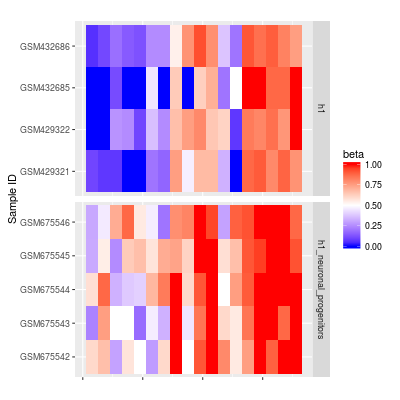 Sample ID
GSM432686
GSM432685
GSM429322
GSM429321
h1
GSM675546
GSM675545
GSM675544
GSM675543
GSM675542
h1_neuronal_progenitors
beta
1.00
0.75
0.50
0.25
0.00